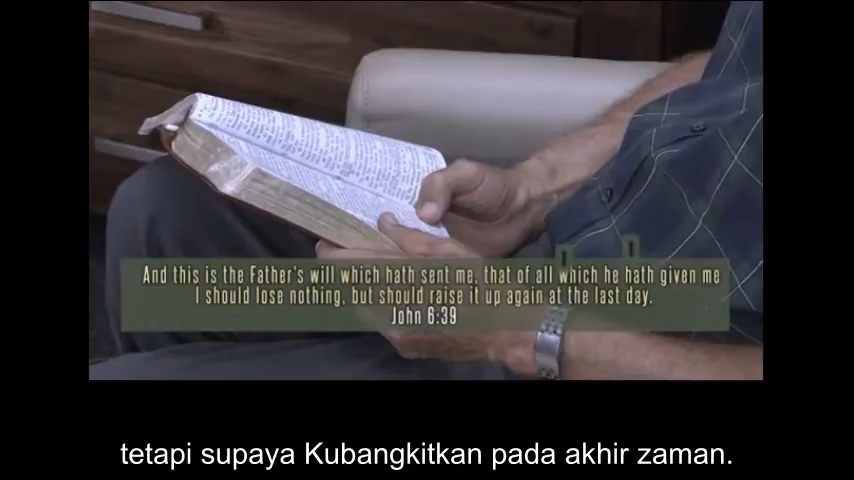 And this is the Father's will which hath sent me, that of all which he hath given me
I should lose nothing, but should raise it up again at the last day.
John 6:39
tetapi supaya Kubangkitkan pada akhir zaman.